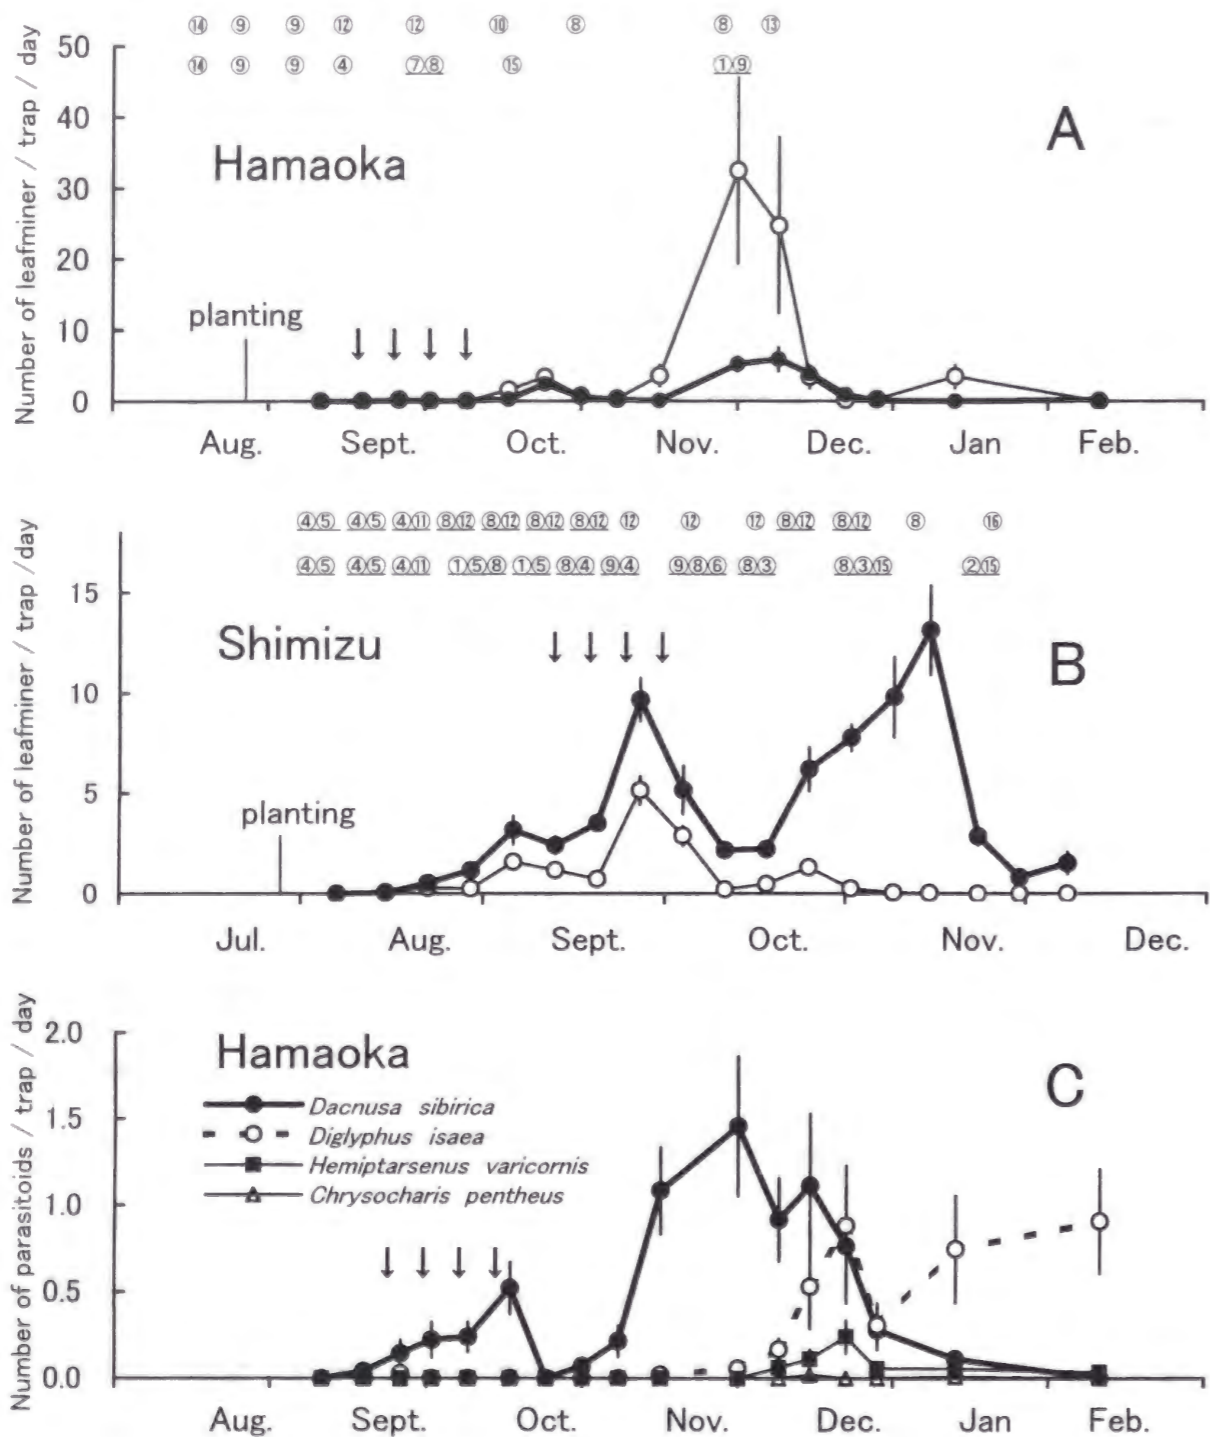 ⑭ ⑨ ⑨ ⑫ ⑫ ⑩ ⑧ ⑧ ⑬
⑭ ⑨ ⑨ ④ ⑦⑧ ⑮ ①⑨
Number of leafminer / trap / day
50
40
30
20
10
0
Hamaoka
A
planting
↓ ↓ ↓ ↓
Aug. Sept. Oct. Nov. Dec. Jan Feb.
④⑤ ④⑤ ④⑪ ⑧⑫ ⑧⑫ ⑧⑫ ⑧⑫ ⑫ ⑫ ⑫ ⑧⑫ ⑧⑫ ⑧ ⑯
④⑤ ④⑤ ④⑪ ①⑤⑧ ①⑤ ⑧④ ⑨④ ⑨⑧⑥ ⑧③ ⑧③⑮ ②⑮
Number of leafminer / trap /day
15
10
5
0
Shimizu
B
planting
↓ ↓ ↓ ↓
Jul. Aug. Sept. Oct. Nov. Dec.
Number of parasitoids / trap / day
2.0
1.5
1.0
0.5
0.0
Hamaoka
C
Dacnusa sibirica
Diglyphus isaea
Hemiptarsenus varicornis
Chrysocharis pentheus
↓ ↓ ↓ ↓
Aug. Sept. Oct. Nov. Dec. Jan Feb.